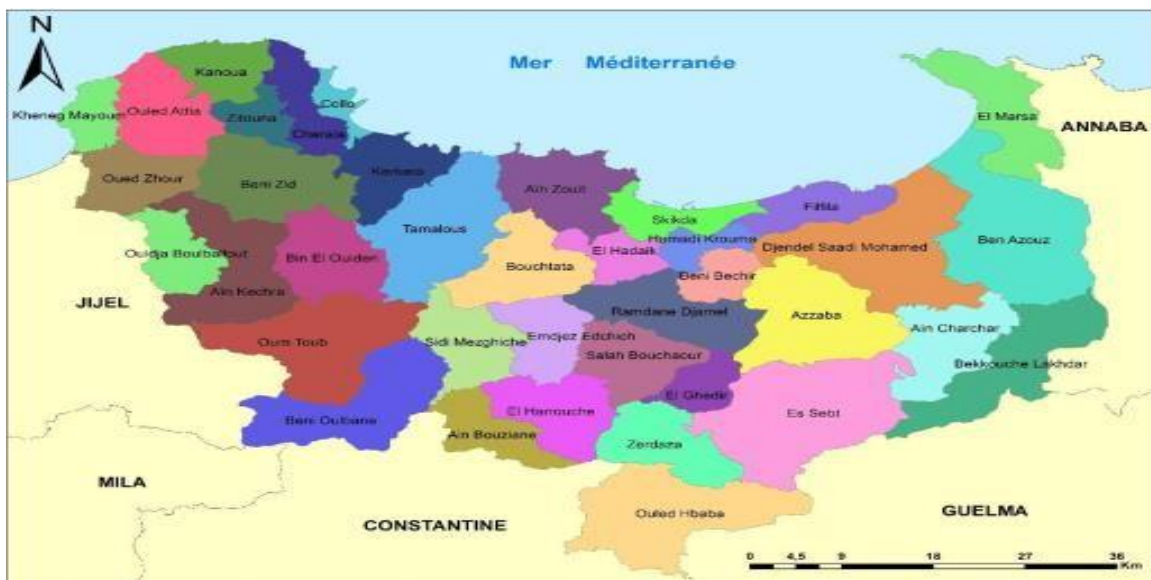 N
Mer Méditerranée
Kanoua
Collo
Kheneg Mayoum
Ouled Attia
Zitouna
Cheraia
El Marsa
ANNABA
Kerkera
Oued Zhour
Beni Zid
Ain Zouit
Skikda
Filfila
Tamalous
Hamadi Krouma
El Hadaik
Djendel Saadi Mohamed
Ben Azouz
Ouldja Boulballout
Bin El Ouiden
Bouchtata
Beni Bechir
JIJEL
Ain Kechra
Ramdane Djamel
Azzaba
Ain Charchar
Oum Toub
Sidi Mezghiche
Emdjez Edchich
Salah Bouchaour
Bekkouche Lakhdar
El Ghedir
Beni Oulbane
El Harrouche
Es Sebt
Ain Bouziane
Zerdaza
MILA
CONSTANTINE
Ouled Hbaba
GUELMA
0 4,5 9 18 27 36
Km